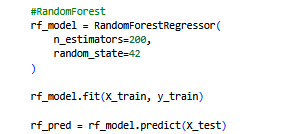 #RandomForest
rf_model = RandomForestRegressor(
    n_estimators=200,
    random_state=42
)
rf_model.fit(X_train, y_train)
rf_pred = rf_model.predict(X_test)